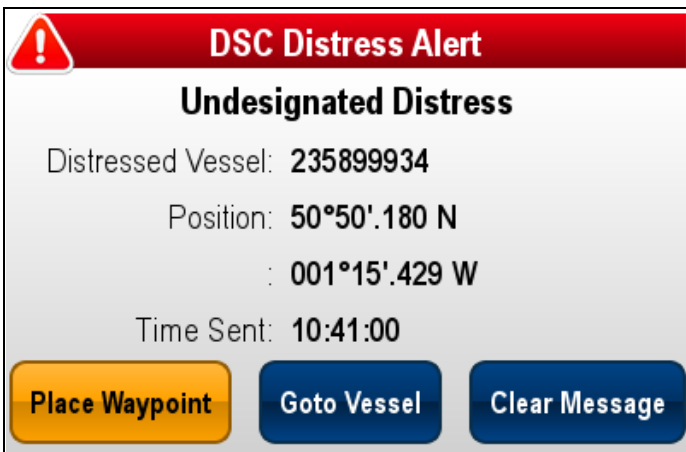 DSC Distress Alert
Undesignated Distress
Distressed Vessel: 235899934
Position: 50°50'.180 N
: 001°15'.429 W
Time Sent: 10:41:00
Place Waypoint Goto Vessel Clear Message